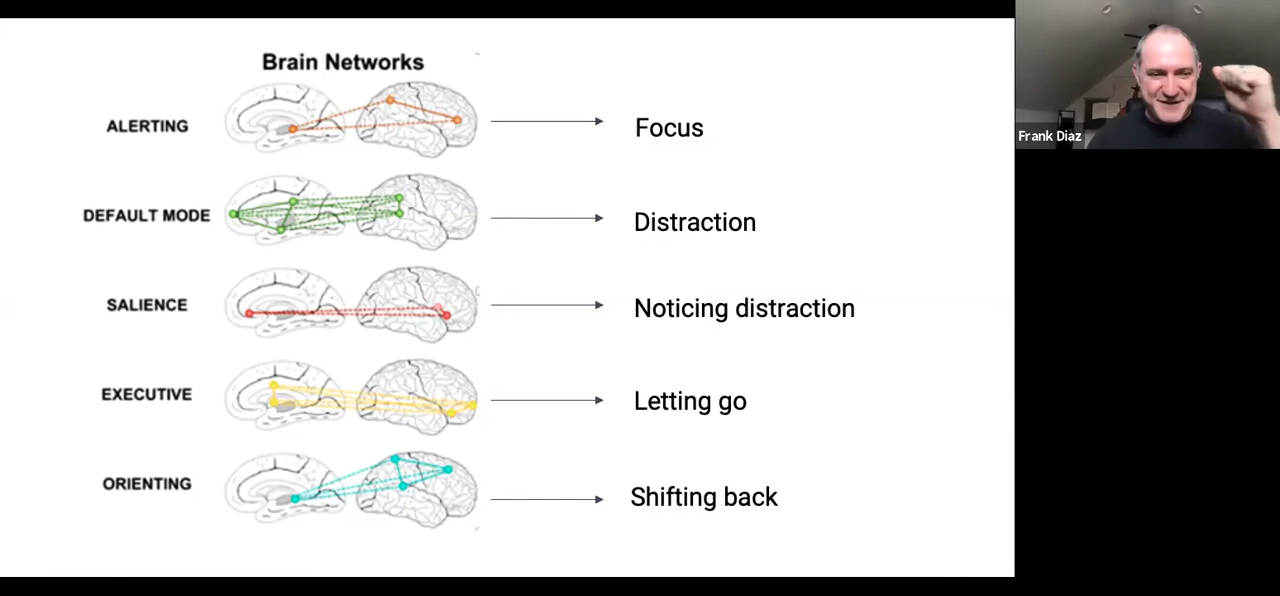 Brain Networks
ALERTING
Focus
DEFAULT MODE
Distraction
SALIENCE
Noticing distraction
EXECUTIVE
Letting go
ORIENTING
Shifting back
Frank Diaz